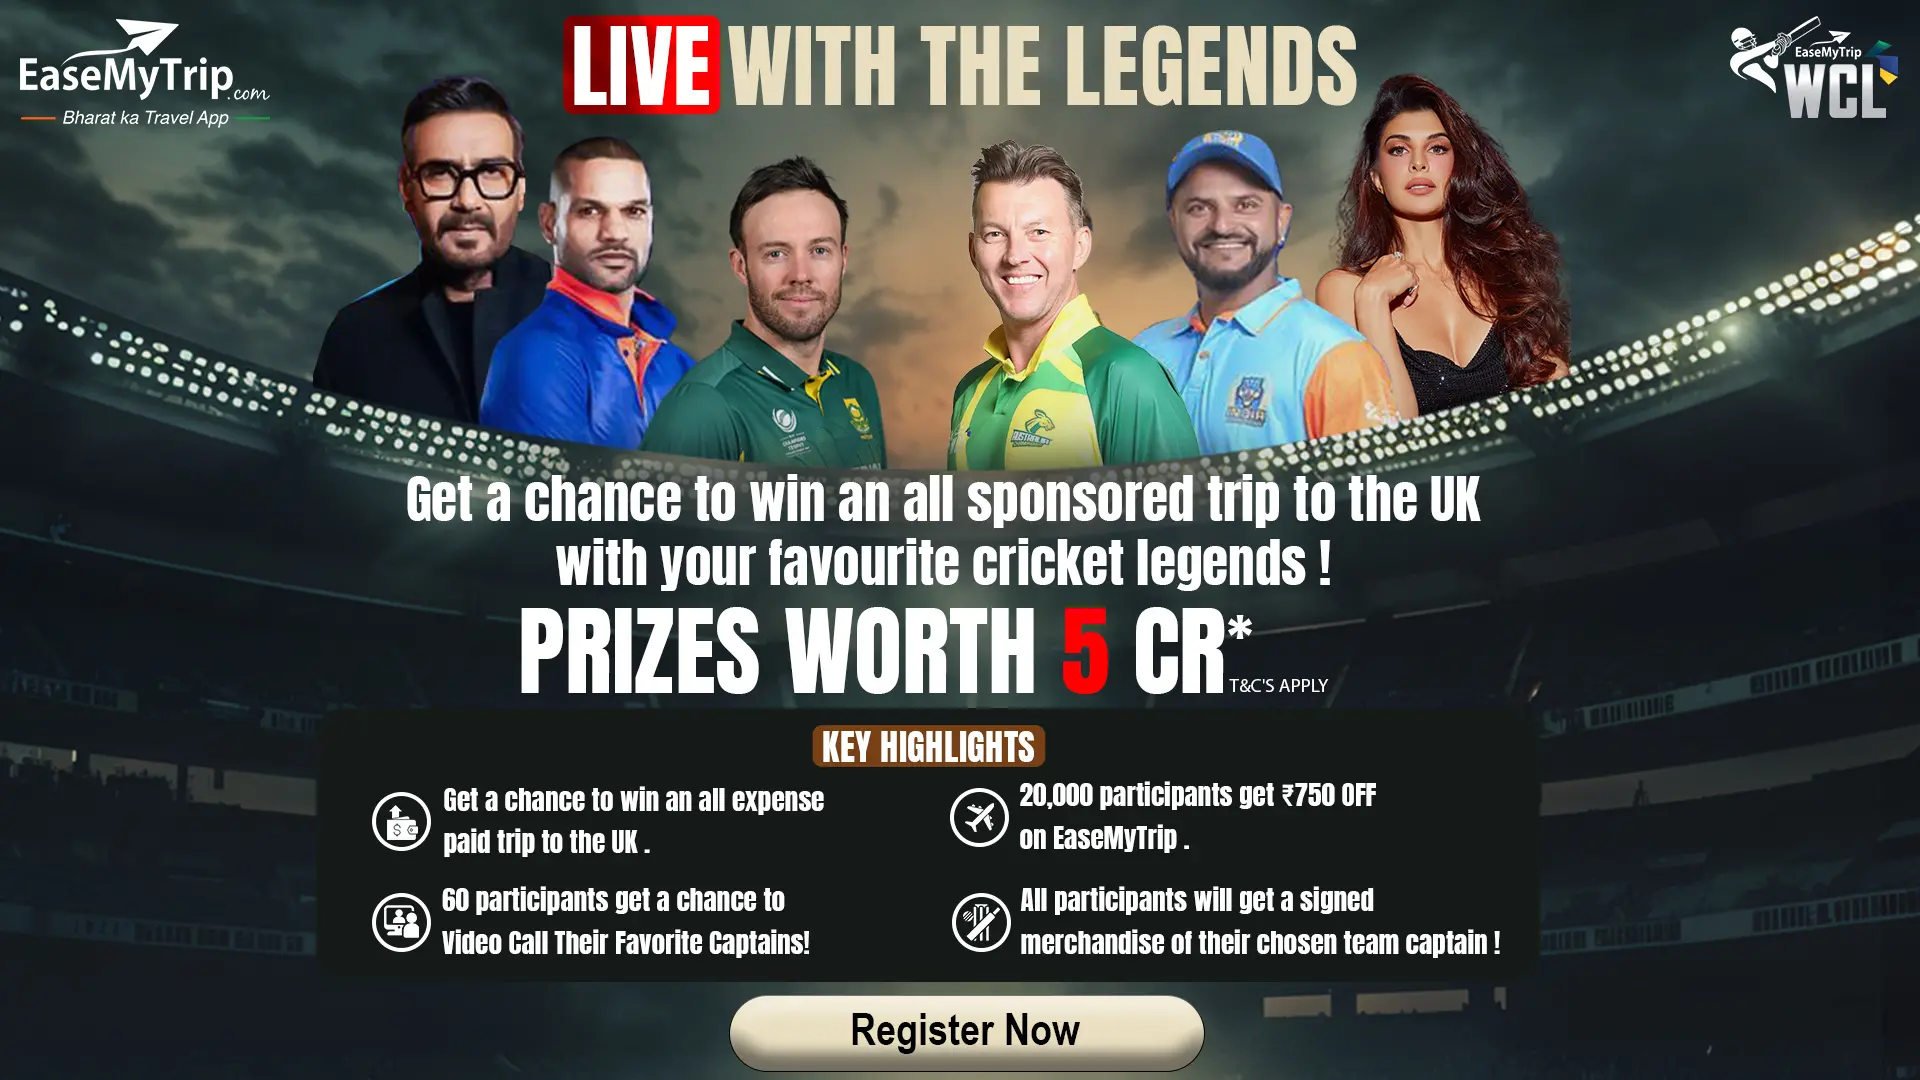 EaseMyTrip.com
Bharat ka Travel App
LIVE WITH THE LEGENDS
EaseMyTrip
WCL
INDIA
Get a chance to win an all sponsored trip to the UK
with your favourite cricket legends !
PRIZES WORTH 5 CR*
T&C'S APPLY
KEY HIGHLIGHTS
Get a chance to win an all expense
paid trip to the UK .
20,000 participants get ₹750 OFF
on EaseMyTrip .
60 participants get a chance to
Video Call Their Favorite Captains!
All participants will get a signed
merchandise of their chosen team captain !
Register Now